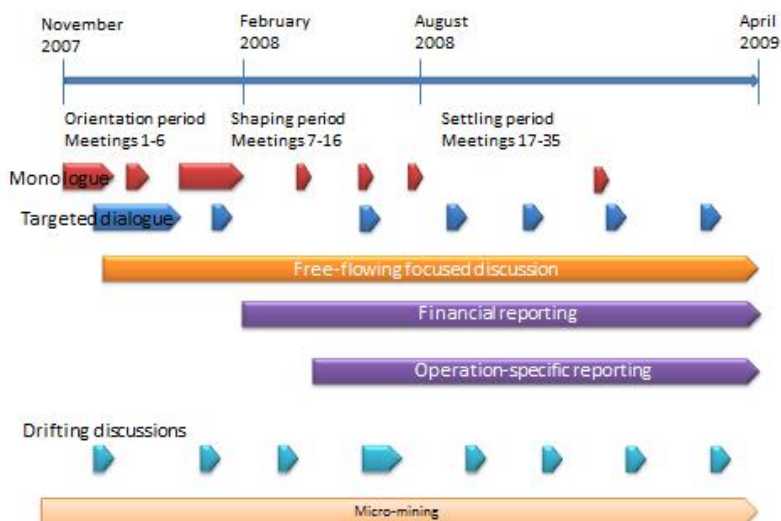 November
2007
February
2008
August
2008
April
2009
Orientation period
Meetings 1-6
Shaping period
Meetings 7-16
Settling period
Meetings 17-35
Monologue
Targeted dialogue
Free-flowing focused discussion
Financial reporting
Operation-specific reporting
Drifting discussions
Micro-mining